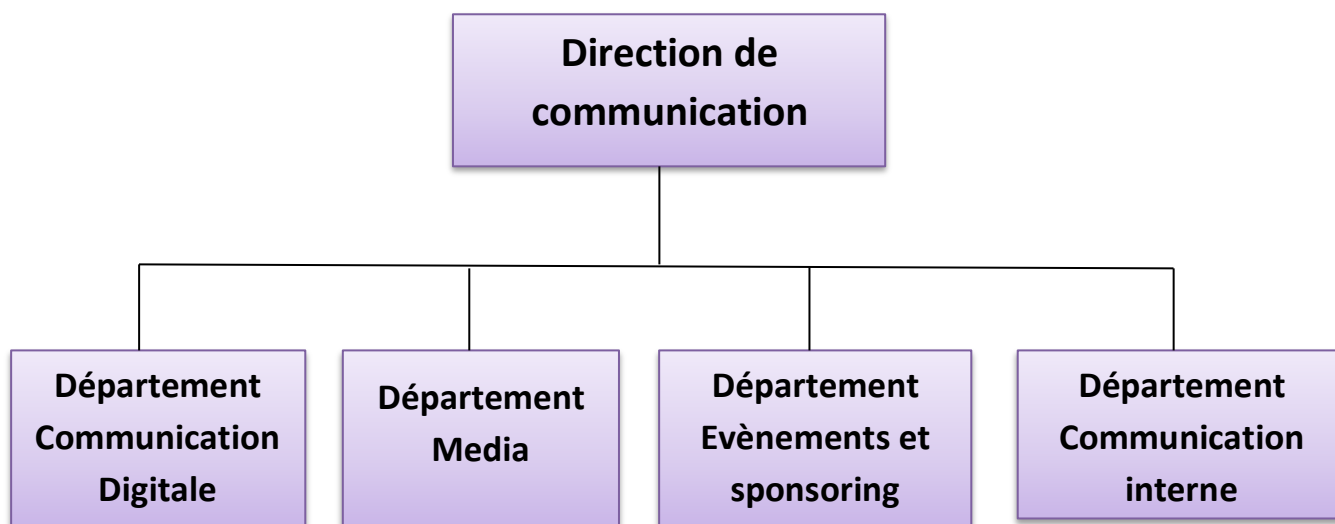 Direction de
communication
Département
Communication
Digitale
Département
Media
Département
Evènements et
sponsoring
Département
Communication
interne